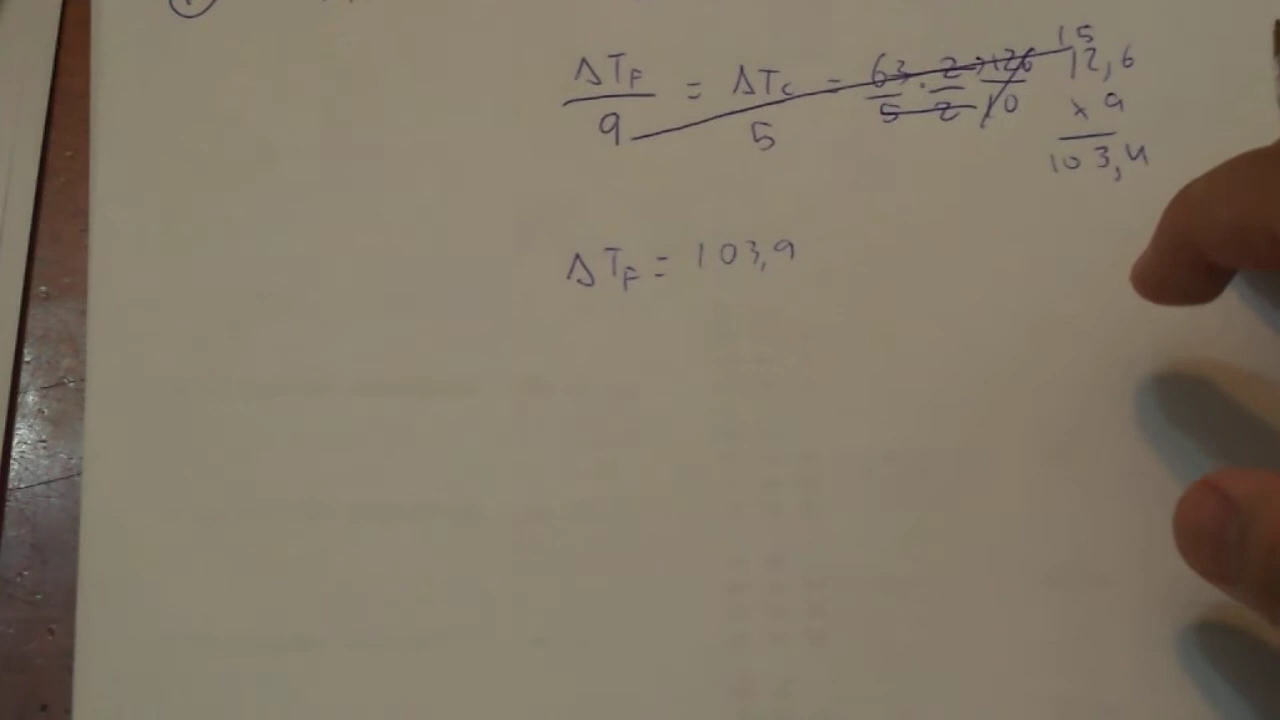 ΔT_F / 9 = ΔT_C / 5 = 63/5 · 2/2 → 126/10
15
12,6
x 9
103,4
ΔT_F = 103,9